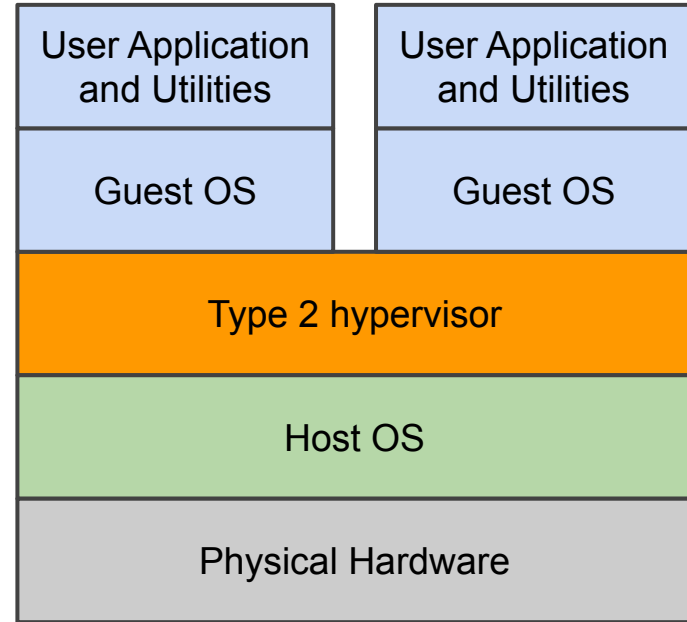 User Application
and Utilities
User Application
and Utilities
Guest OS
Guest OS
Type 2 hypervisor
Host OS
Physical Hardware